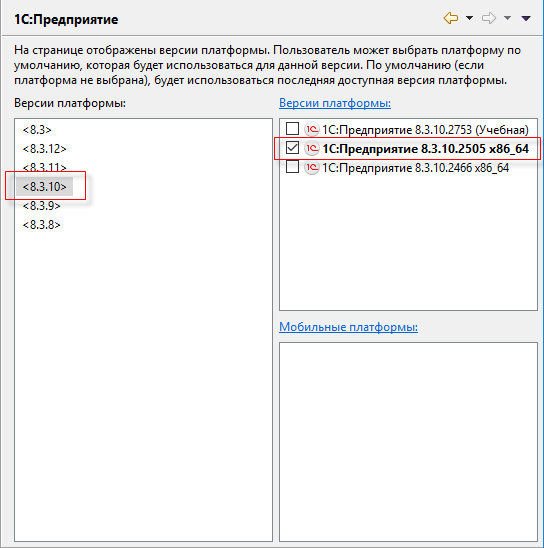 1С:Предприятие
На странице отображены версии платформы. Пользователь может выбрать платформу по
умолчанию, которая будет использоваться для данной версии. По умолчанию (если
платформа не выбрана), будет использоваться последняя доступная версия платформы.
Версии платформы:
<8.3>
<8.3.12>
<8.3.11>
<8.3.10>
<8.3.9>
<8.3.8>
Версии платформы:
1С:Предприятие 8.3.10.2753 (Учебная)
1С:Предприятие 8.3.10.2505 x86_64
1С:Предприятие 8.3.10.2466 x86_64
Мобильные платформы: